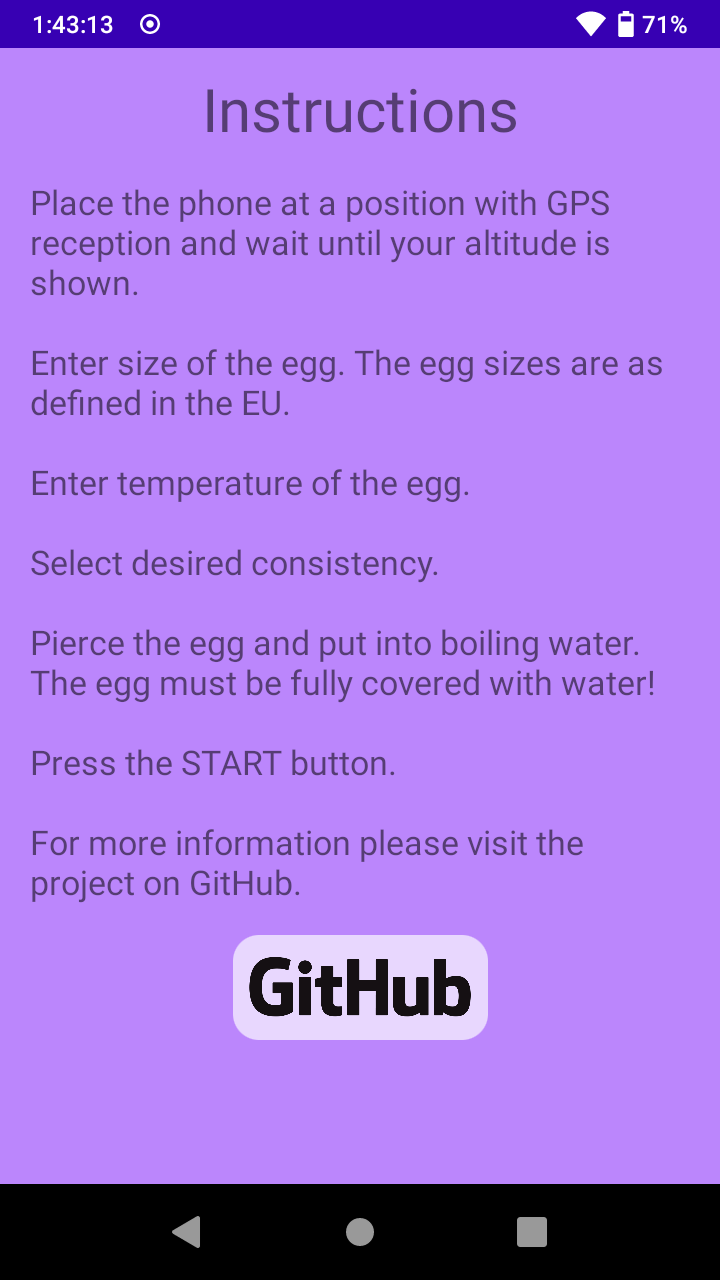 1:43:13
71%
Instructions
Place the phone at a position with GPS
reception and wait until your altitude is
shown.
Enter size of the egg. The egg sizes are as
defined in the EU.
Enter temperature of the egg.
Select desired consistency.
Pierce the egg and put into boiling water.
The egg must be fully covered with water!
Press the START button.
For more information please visit the
project on GitHub.
GitHub